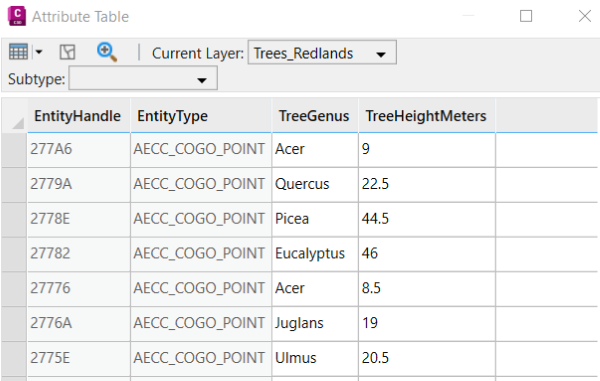 C
Attribute Table
Current Layer: Trees_Redlands
Subtype:
EntityHandle EntityType TreeGenus TreeHeightMeters
277A6 AECC_COGO_POINT Acer 9
2779A AECC_COGO_POINT Quercus 22.5
2778E AECC_COGO_POINT Picea 44.5
27782 AECC_COGO_POINT Eucalyptus 46
27776 AECC_COGO_POINT Acer 8.5
2776A AECC_COGO_POINT Juglans 19
2775E AECC_COGO_POINT Ulmus 20.5